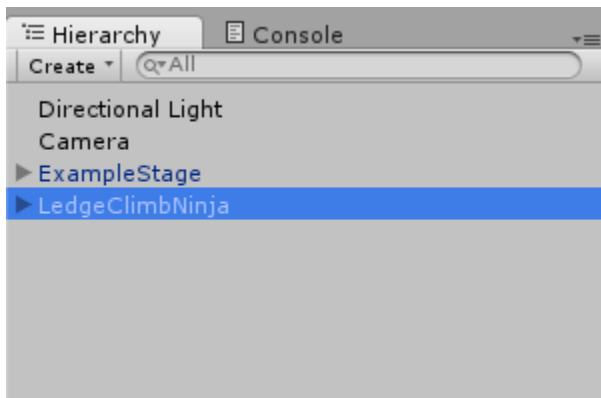 Hierarchy Console
Create All
Directional Light
Camera
ExampleStage
LedgeClimbNinja